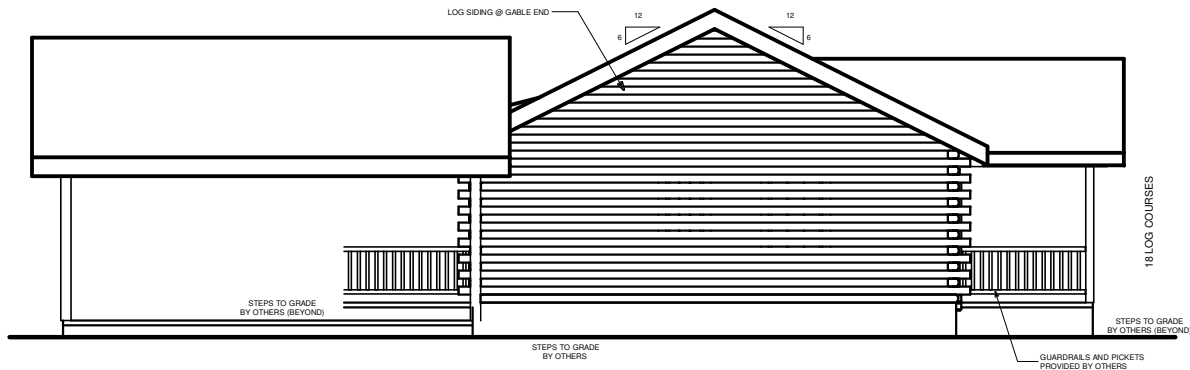 LOG SIDING @ GABLE END
12
6
12
6
18 LOG COURSES
STEPS TO GRADE
BY OTHERS (BEYOND)
STEPS TO GRADE
BY OTHERS (BEYOND)
STEPS TO GRADE
BY OTHERS
GUARDRAILS AND PICKETS
PROVIDED BY OTHERS